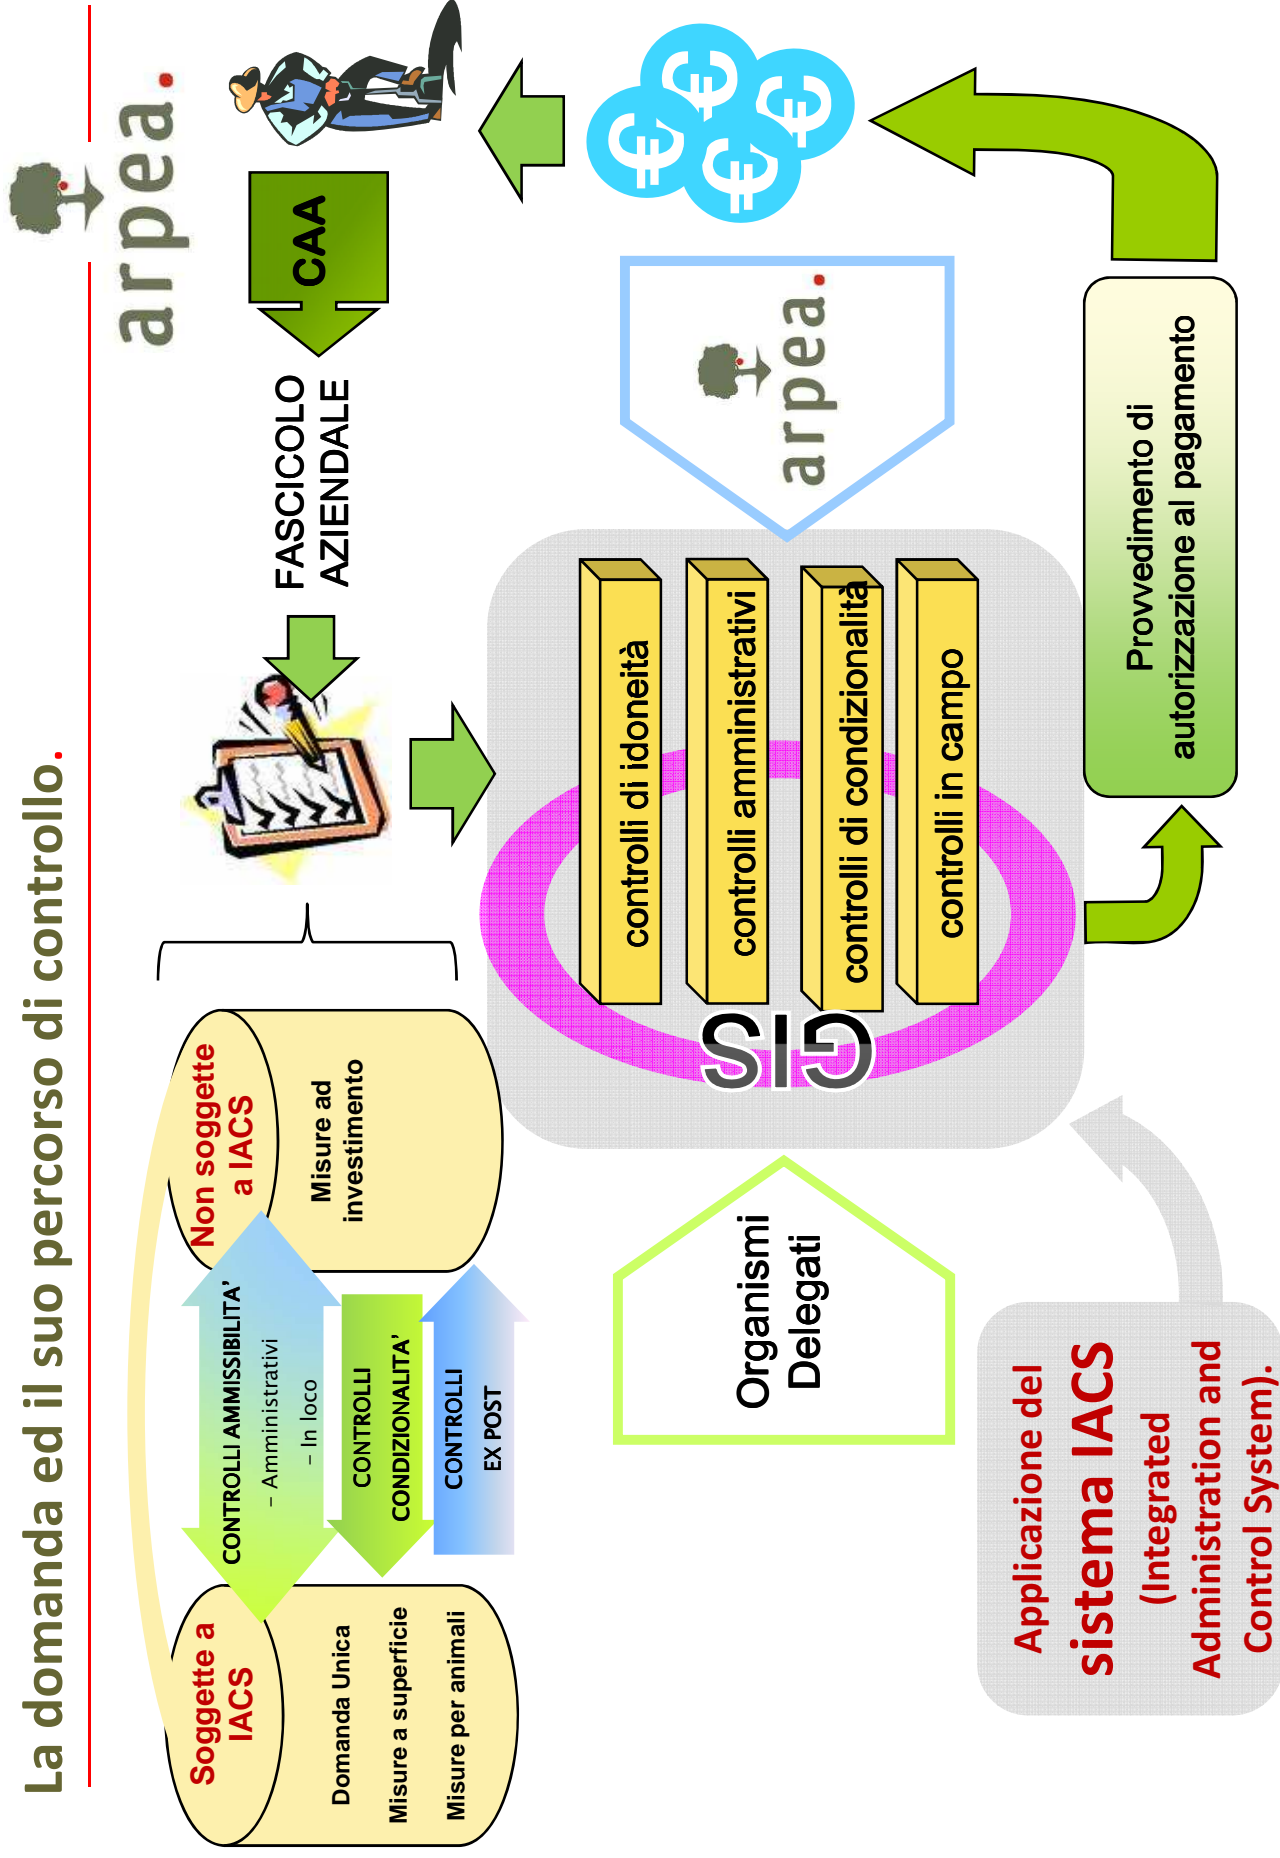 La domanda ed il suo percorso di controllo.
arpea.
Soggette a
IACS
Domanda Unica
Misure a superficie
Misure per animali
CONTROLLI AMMISSIBILITA’
– Amministrativi
– In loco
CONTROLLI
CONDIZIONALITA’
CONTROLLI
EX POST
Non soggette
a IACS
Misure ad
investimento
FASCICOLO
AZIENDALE
CAA
Organismi
Delegati
GIS
controlli di idoneità
controlli amministrativi
controlli di condizionalità
controlli in campo
arpea.
€
€
€
€
Applicazione del
sistema IACS
(Integrated
Administration and
Control System).
Provvedimento di
autorizzazione al pagamento